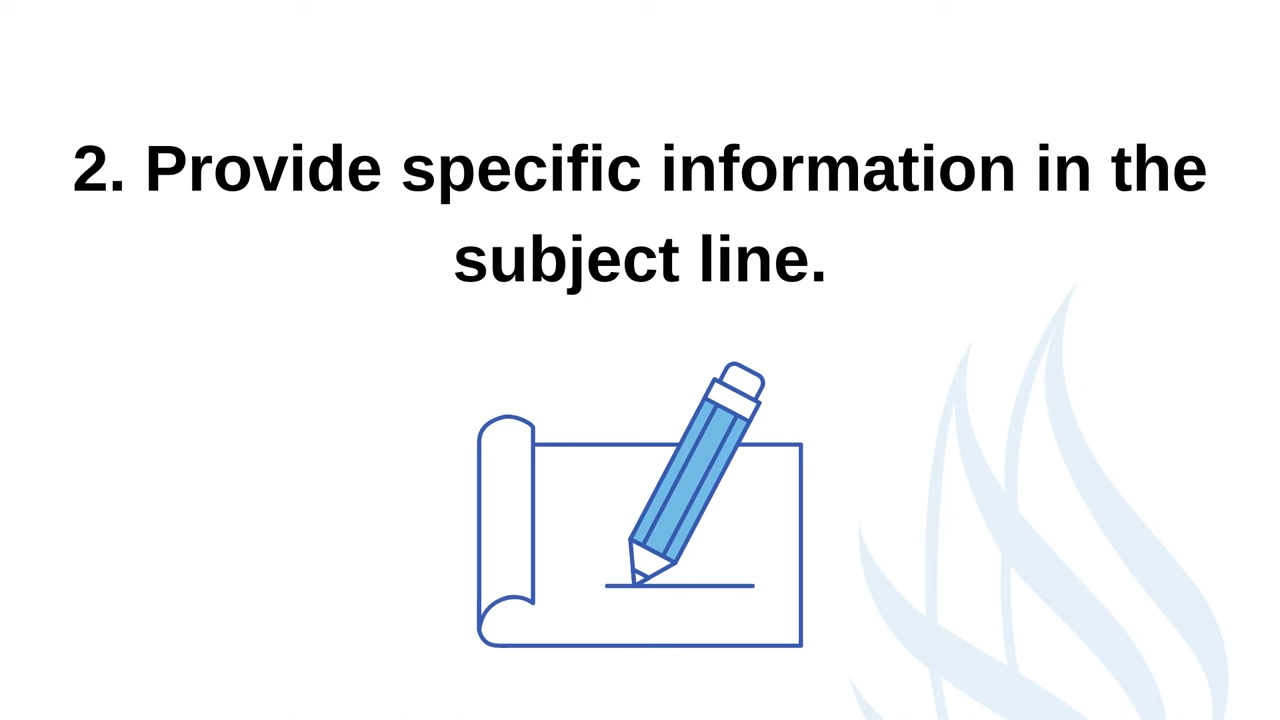 2. Provide specific information in the
subject line.